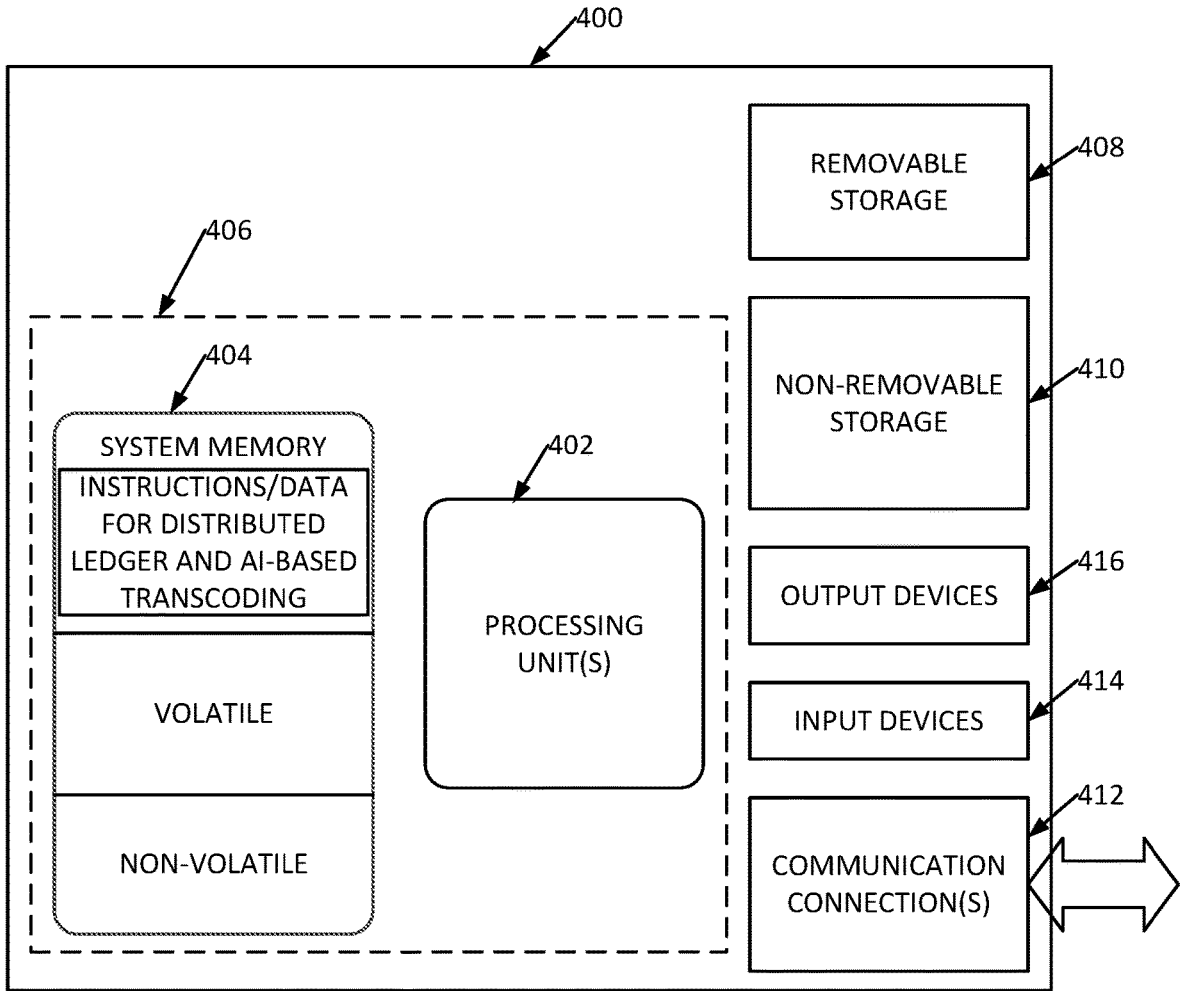 400
REMOVABLE
STORAGE
408
406
NON-REMOVABLE
STORAGE
410
404
SYSTEM MEMORY
INSTRUCTIONS/DATA
FOR DISTRIBUTED
LEDGER AND AI-BASED
TRANSCODING
VOLATILE
NON-VOLATILE
402
PROCESSING
UNIT(S)
OUTPUT DEVICES
416
INPUT DEVICES
414
COMMUNICATION
CONNECTION(S)
412